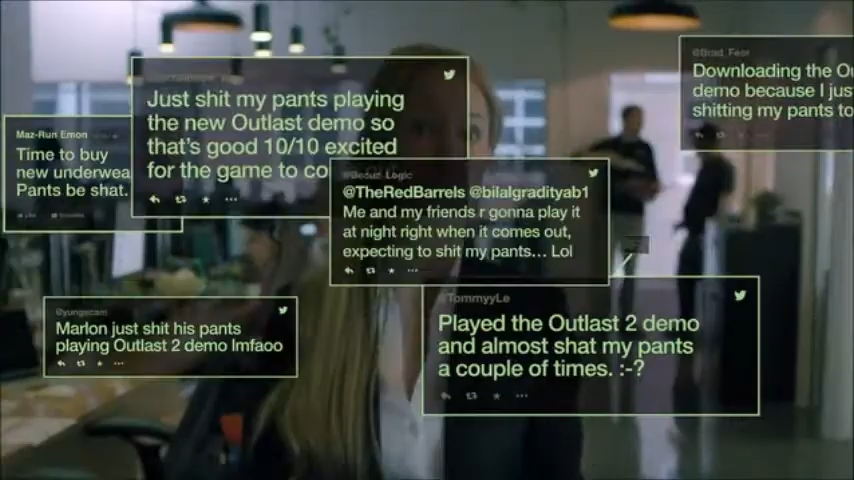 Just shit my pants playing
the new Outlast demo so
that's good 10/10 excited
for the game to co
@Brad_Fear
Downloading the Ou
demo because I jus
shitting my pants to
Maz-Run Emon
Time to buy
new underwea
Pants be shat.
@TheRedBarrels @bilalgradityab1
Me and my friends r gonna play it
at night right when it comes out,
expecting to shit my pants... Lol
@yungscam
Marlon just shit his pants
playing Outlast 2 demo lmfaoo
@TommyyLe
Played the Outlast 2 demo
and almost shat my pants
a couple of times. :-?